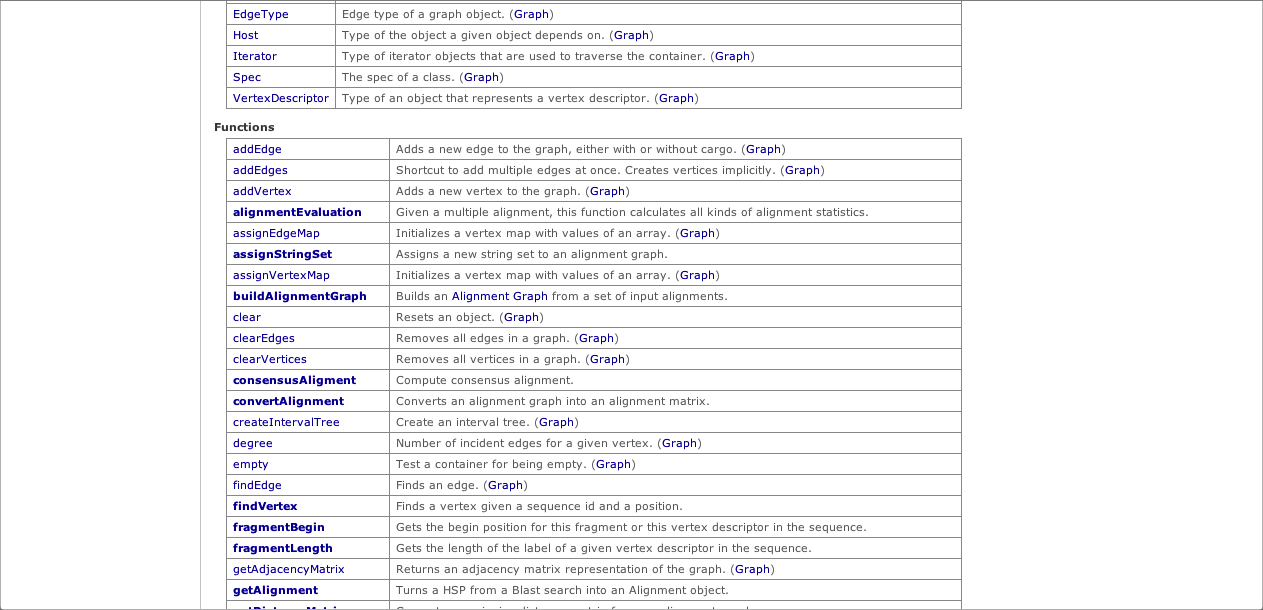 EdgeType Edge type of a graph object. (Graph)
Host Type of the object a given object depends on. (Graph)
Iterator Type of iterator objects that are used to traverse the container. (Graph)
Spec The spec of a class. (Graph)
VertexDescriptor Type of an object that represents a vertex descriptor. (Graph)
Functions
addEdge Adds a new edge to the graph, either with or without cargo. (Graph)
addEdges Shortcut to add multiple edges at once. Creates vertices implicitly. (Graph)
addVertex Adds a new vertex to the graph. (Graph)
alignmentEvaluation Given a multiple alignment, this function calculates all kinds of alignment statistics.
assignEdgeMap Initializes a vertex map with values of an array. (Graph)
assignStringSet Assigns a new string set to an alignment graph.
assignVertexMap Initializes a vertex map with values of an array. (Graph)
buildAlignmentGraph Builds an Alignment Graph from a set of input alignments.
clear Resets an object. (Graph)
clearEdges Removes all edges in a graph. (Graph)
clearVertices Removes all vertices in a graph. (Graph)
consensusAligment Compute consensus alignment.
convertAlignment Converts an alignment graph into an alignment matrix.
createIntervalTree Create an interval tree. (Graph)
degree Number of incident edges for a given vertex. (Graph)
empty Test a container for being empty. (Graph)
findEdge Finds an edge. (Graph)
findVertex Finds a vertex given a sequence id and a position.
fragmentBegin Gets the begin position for this fragment or this vertex descriptor in the sequence.
fragmentLength Gets the length of the label of a given vertex descriptor in the sequence.
getAdjacencyMatrix Returns an adjacency matrix representation of the graph. (Graph)
getAlignment Turns a HSP from a Blast search into an Alignment object.